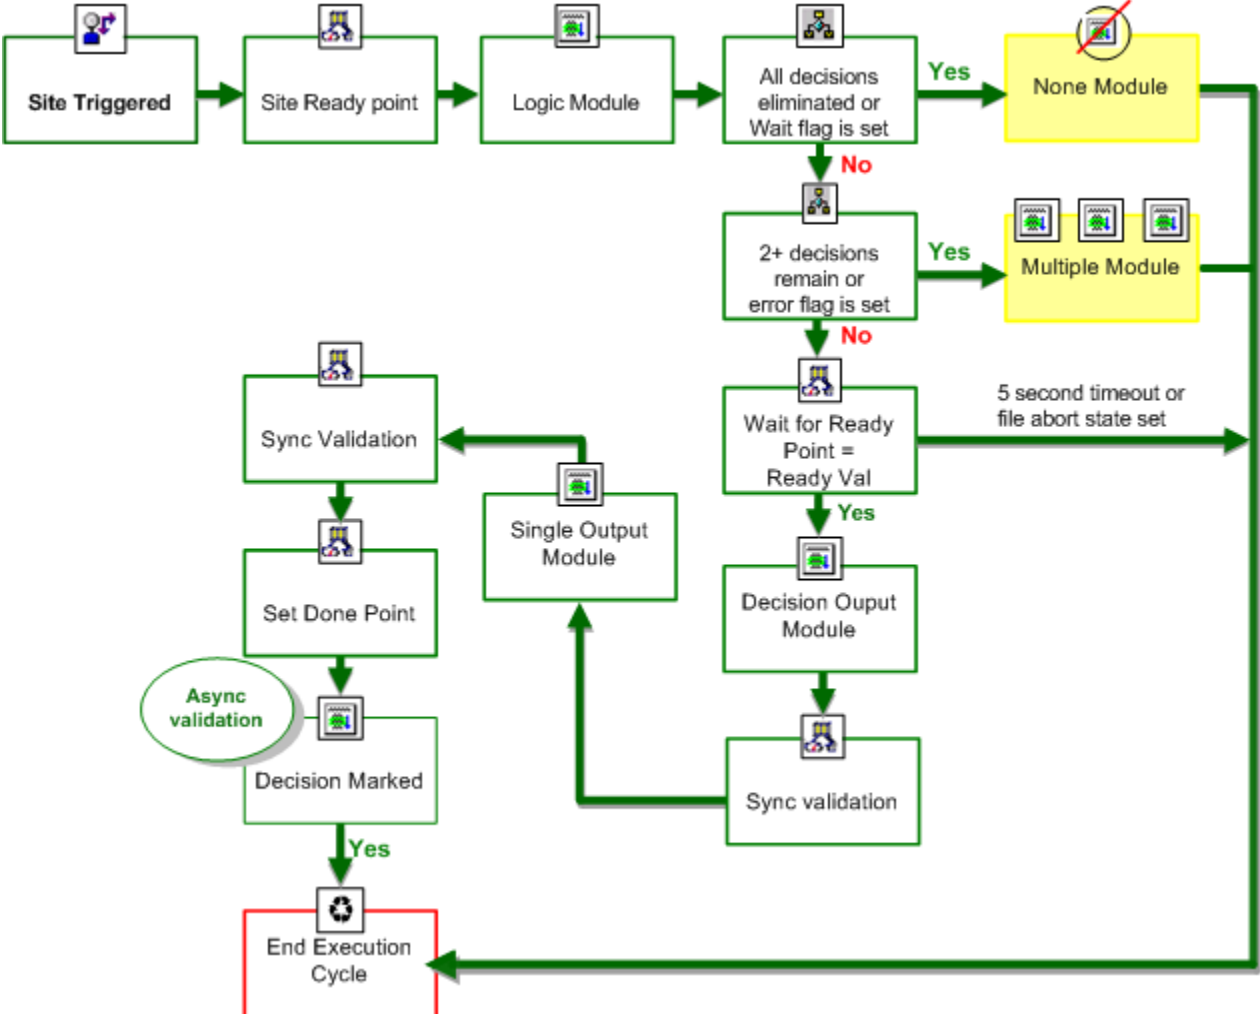 Site Triggered
Site Ready point
Logic Module
All decisions
eliminated or
Wait flag is set
Yes
None Module
No
2+ decisions
remain or
error flag is set
Yes
Multiple Module
No
Wait for Ready
Point =
Ready Val
5 second timeout or
file abort state set
Yes
Decision Ouput
Module
Sync validation
Single Output
Module
Sync Validation
Set Done Point
Async
validation
Decision Marked
Yes
End Execution
Cycle